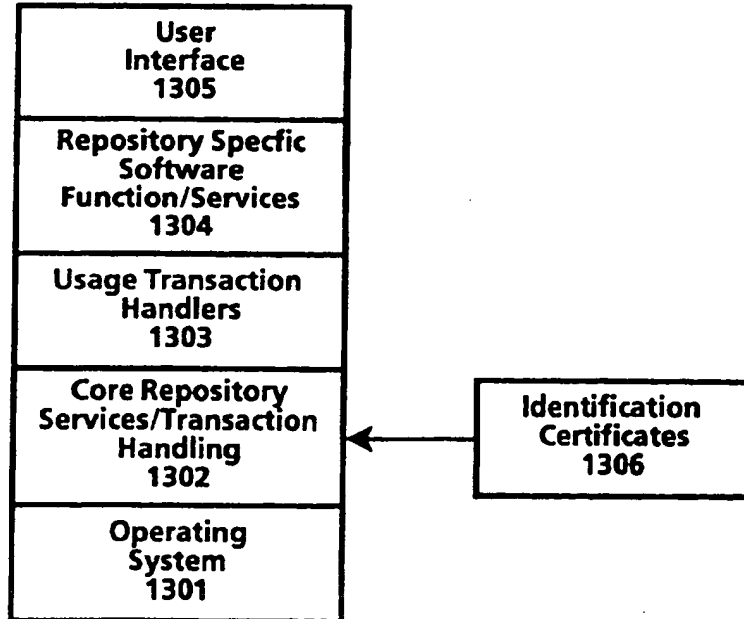 User
Interface
1305
Repository Specfic
Software
Function/Services
1304
Usage Transaction
Handlers
1303
Core Repository
Services/Transaction
Handling
1302
Identification
Certificates
1306
Operating
System
1301